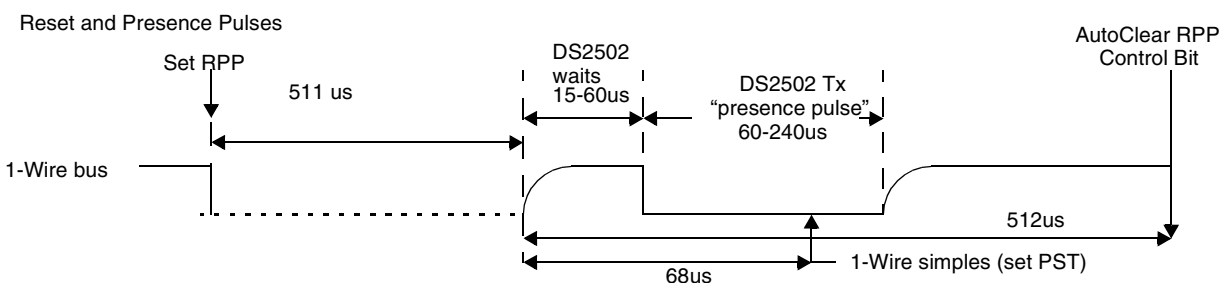 Reset and Presence Pulses
AutoClear RPP
Control Bit
Set RPP
DS2502
waits
15-60us
511 us
DS2502 Tx
“presence pulse”
60-240us
1-Wire bus
512us
1-Wire simples (set PST)
68us